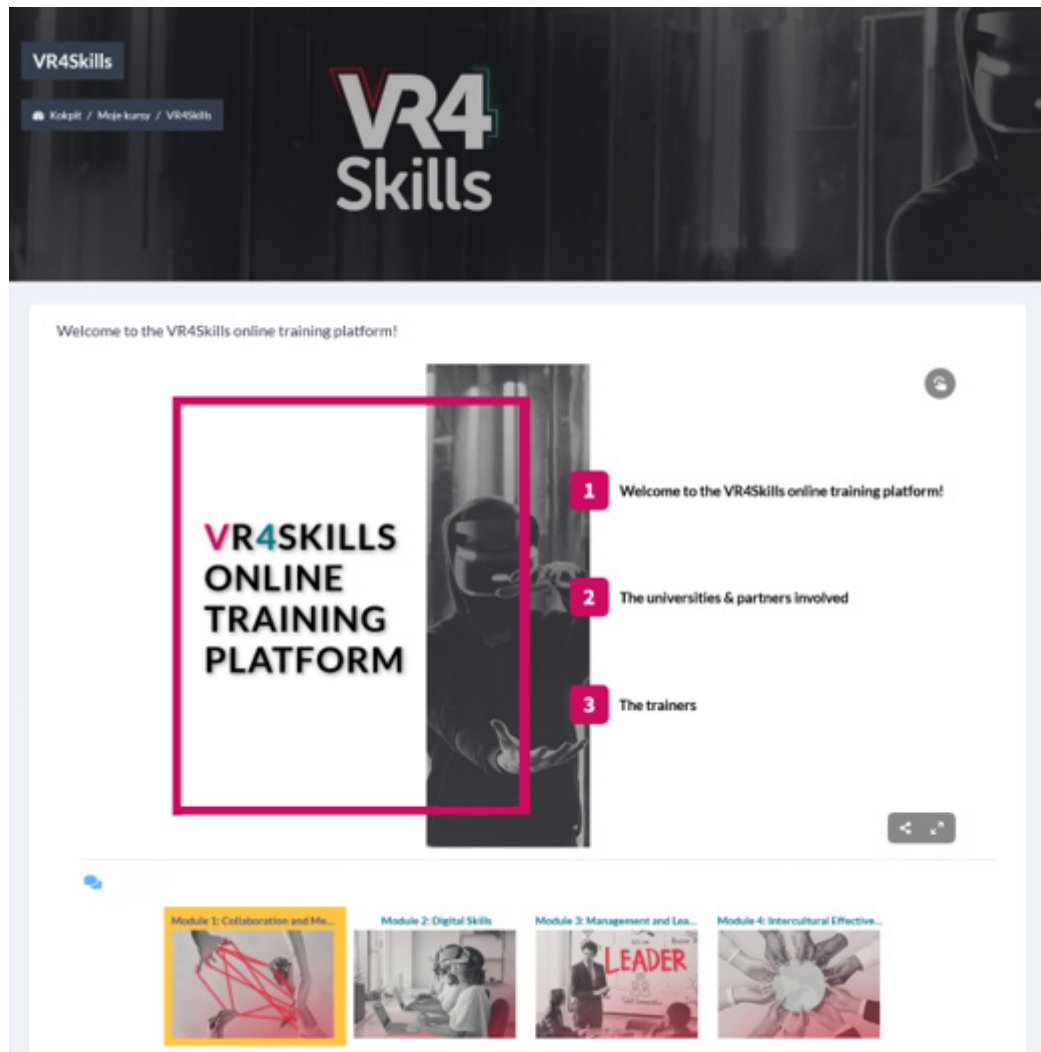 VR4Skills
Kokpit / Moje kursy / VR4Skills
VR4
Skills
Welcome to the VR4Skills online training platform!
VR4SKILLS
ONLINE
TRAINING
PLATFORM
1 Welcome to the VR4Skills online training platform!
2 The universities & partners involved
3 The trainers
Module 1: Collaboration and Me...
Module 2: Digital Skills
Module 3: Management and Lea...
Module 4: Intercultural Effective...
LEADER